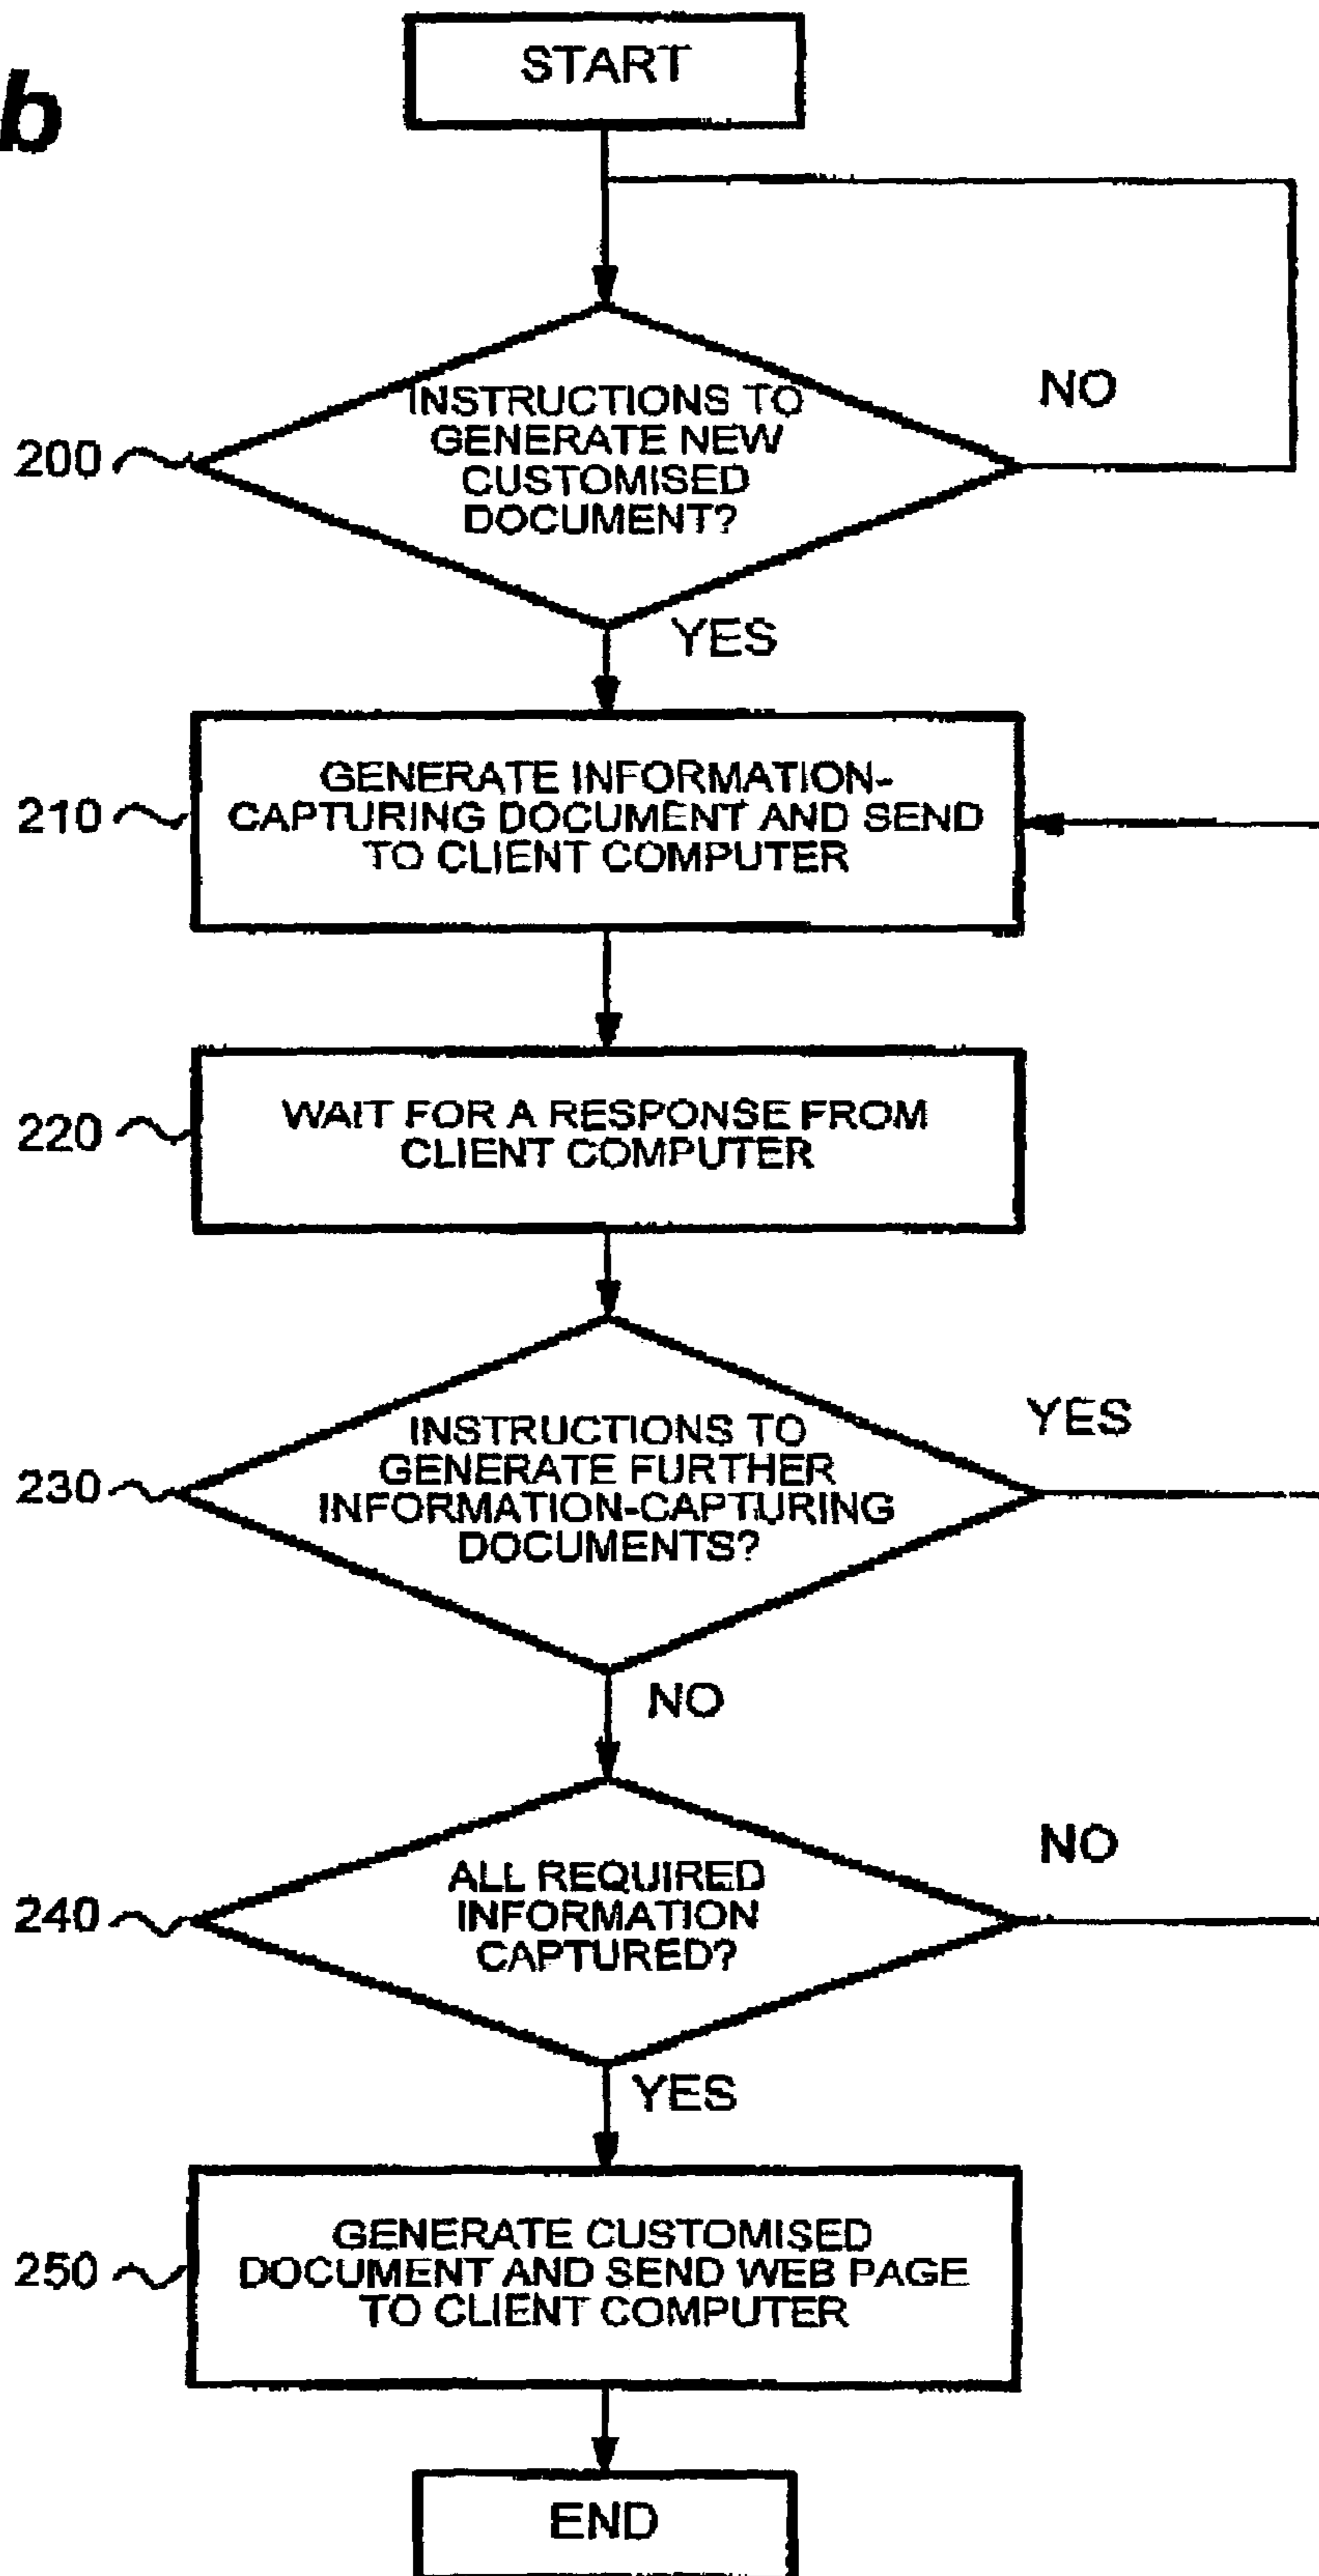 b
START
INSTRUCTIONS TO
GENERATE NEW
CUSTOMISED
DOCUMENT?
NO
200
YES
GENERATE INFORMATION-
CAPTURING DOCUMENT AND SEND
TO CLIENT COMPUTER
210
WAIT FOR A RESPONSE FROM
CLIENT COMPUTER
220
INSTRUCTIONS TO
GENERATE FURTHER
INFORMATION-CAPTURING
DOCUMENTS?
YES
230
NO
ALL REQUIRED
INFORMATION
CAPTURED?
NO
240
YES
GENERATE CUSTOMISED
DOCUMENT AND SEND WEB PAGE
TO CLIENT COMPUTER
250
END